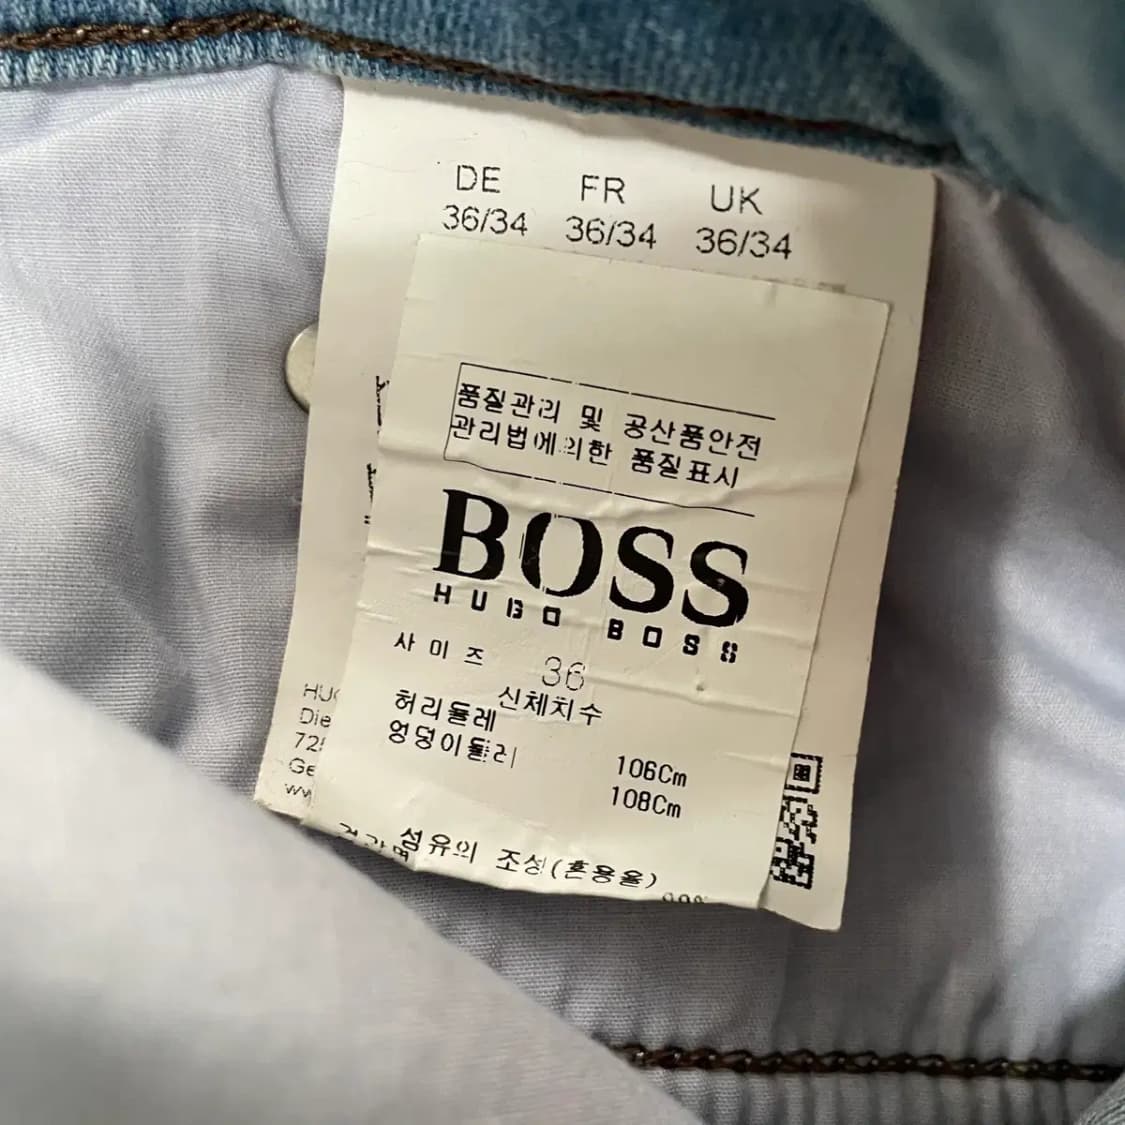 DE FR UK
36/34 36/34 36/34
품질관리 및 공산품안전
관리법에의한 품질표시
BOSS
HUGO BOSS
사이즈 36
신체치수
허리둘레 106Cm
엉덩이둘레 108Cm
섬유의 조성(혼용율)